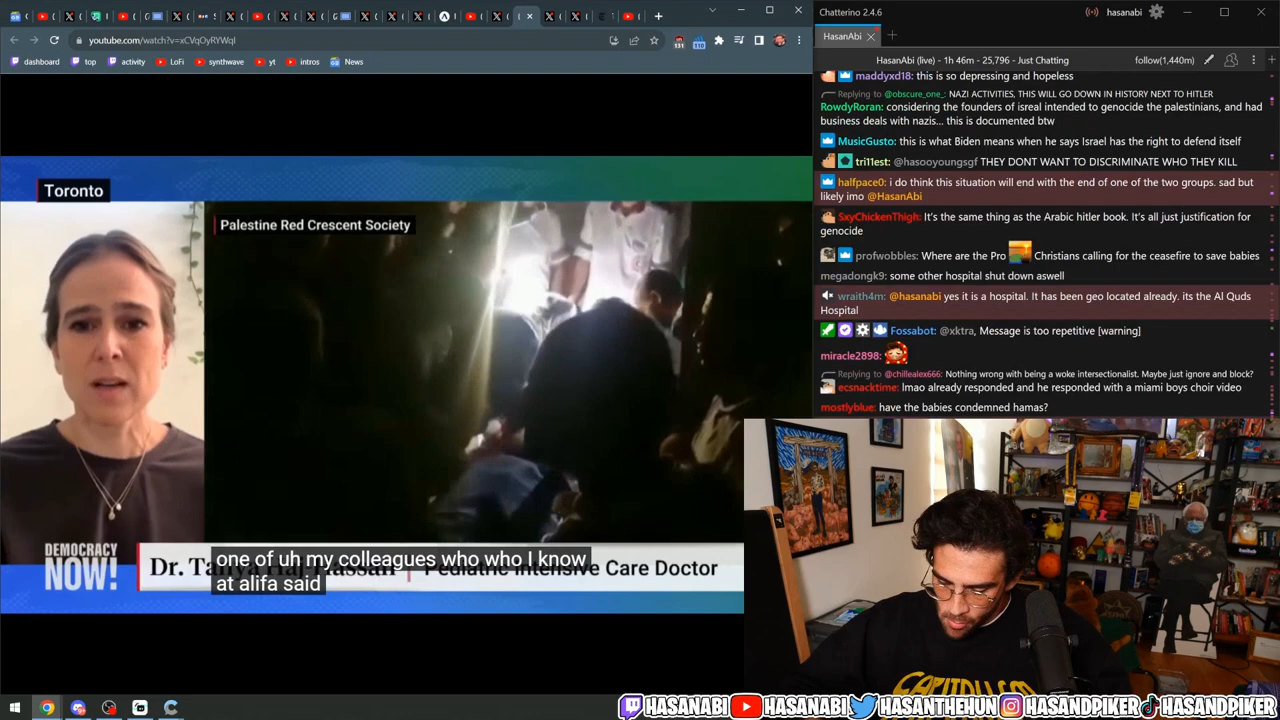 youtube.com/watch?v=xCVqOyRYWqI
131
110
dashboard
top
activity
LoFi
synthwave
yt
intros
News
Toronto
Palestine Red Crescent Society
DEMOCRACY
NOW!
Pediatric Intensive Care Doctor
one of uh my colleagues who who I know
at alifa said
Chatterino 2.4.6
hasanabi
HasanAbi
HasanAbi (live) - 1h 46m - 25,796 - Just Chatting
follow(1,440m)
maddyxd18: this is so depressing and hopeless
Replying to @obscure_one_: NAZI ACTIVITIES, THIS WILL GO DOWN IN HISTORY NEXT TO HITLER
RowdyRoran: considering the founders of isreal intended to genocide the palestinians, and had
business deals with nazis... this is documented btw
MusicGusto: this is what Biden means when he says Israel has the right to defend itself
tri11est: @hasooyoungsgf THEY DONT WANT TO DISCRIMINATE WHO THEY KILL
halfpace0: i do think this situation will end with the end of one of the two groups. sad but
likely imo @HasanAbi
SxyChickenThigh: It's the same thing as the Arabic hitler book. It's all just justification for
genocide
profwobbles: Where are the Pro Christians calling for the ceasefire to save babies
megadongk9: some other hospital shut down aswell
wraith4m: @hasanabi yes it is a hospital. It has been geo located already. its the Al Quds
Hospital
Fossabot: @xktra, Message is too repetitive [warning]
miracle2898:
Replying to @chillealex666: Nothing wrong with being a woke intersectionalist. Maybe just ignore and block?
ecsnacktime: lmao already responded and he responded with a miami boys choir video
mostlyblue: have the babies condemned hamas?
HASANABI
HASANABI
HASANTHEHUN
HASANDPIKER
HASANDPIKER